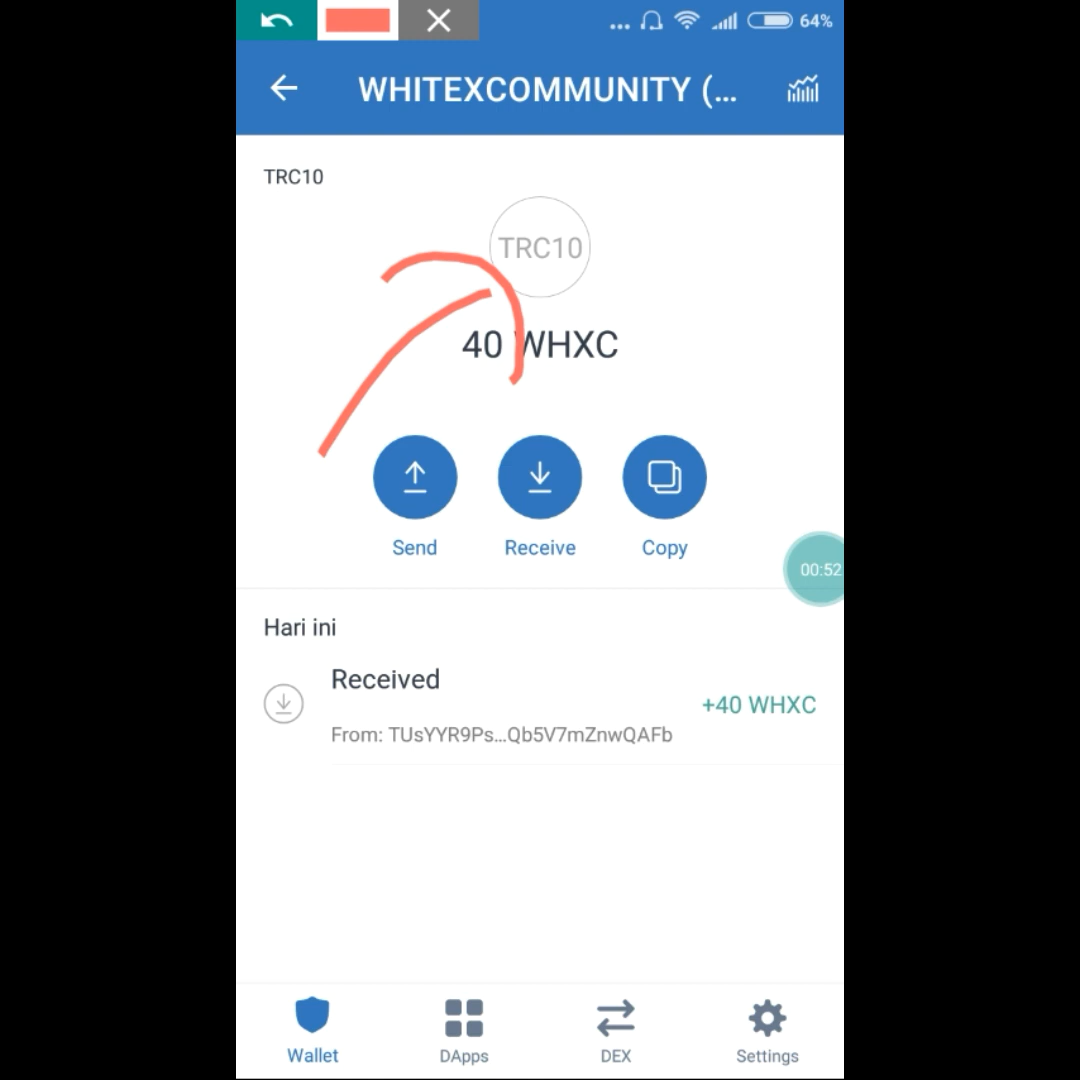 64%
WHITEXCOMMUNITY (...
TRC10
TRC10
40 WHXC
Send
Receive
Copy
00:52
Hari ini
Received
+40 WHXC
From: TUsYYR9Ps...Qb5V7mZnwQAFb
Wallet
DApps
DEX
Settings